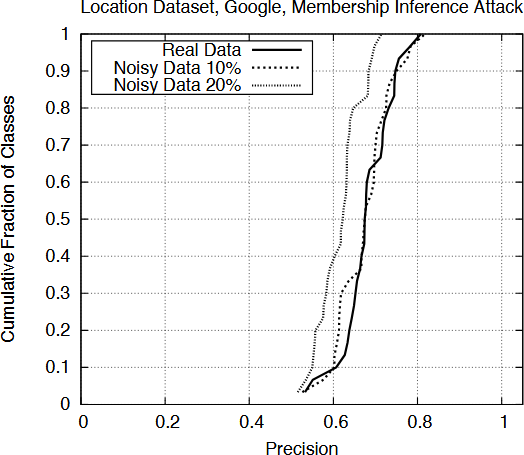 Location Dataset, Google, Membership Inference Attack
Real Data
Noisy Data 10%
Noisy Data 20%
1
0.9
0.8
0.7
0.6
0.5
0.4
0.3
0.2
0.1
0
Cumulative Fraction of Classes
0 0.2 0.4 0.6 0.8 1
Precision